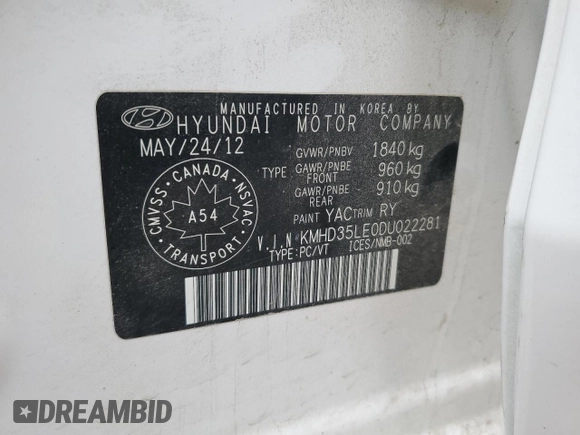 MANUFACTURED IN KOREA BY
HYUNDAI MOTOR COMPANY
MAY/24/12
GVWR/PNBV 1840 kg
TYPE GAWR/PNBE FRONT 960 kg
GAWR/PNBE REAR 910 kg
PAINT YAC TRIM RY
V.I.N KMHD35LE0DU022281
TYPE:PC/VT ICES/NMB-002
CMVSS · CANADA · NSVAC
A54
TRANSPORT
DREAMBID